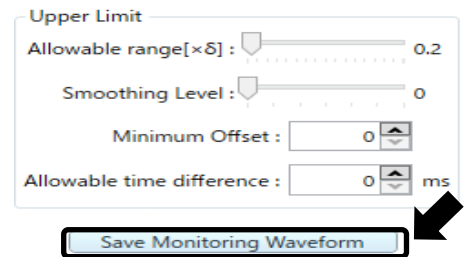 Upper Limit
Allowable range[×δ] : 0.2
Smoothing Level : 0
Minimum Offset : 0
Allowable time difference : 0 ms
Save Monitoring Waveform